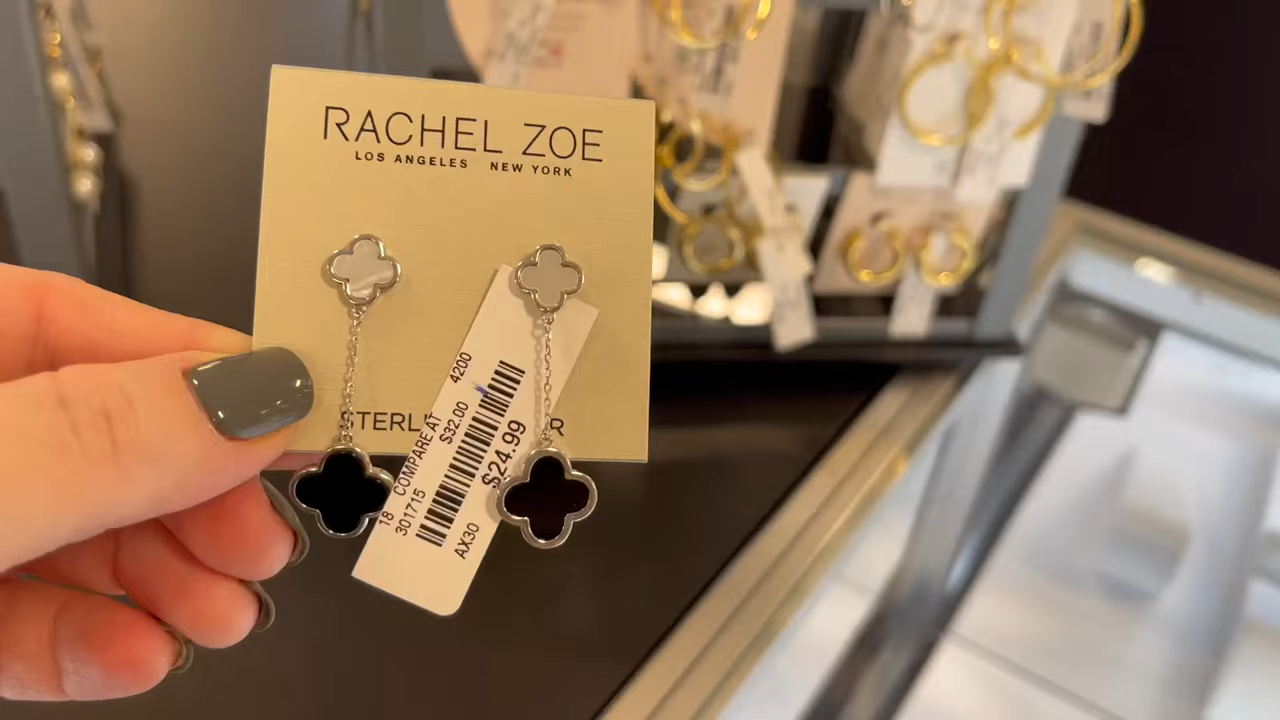 RACHEL ZOE
LOS ANGELES NEW YORK
STERL
R
18 COMPARE AT
301715 $32.00 4200
$24.99
AX30